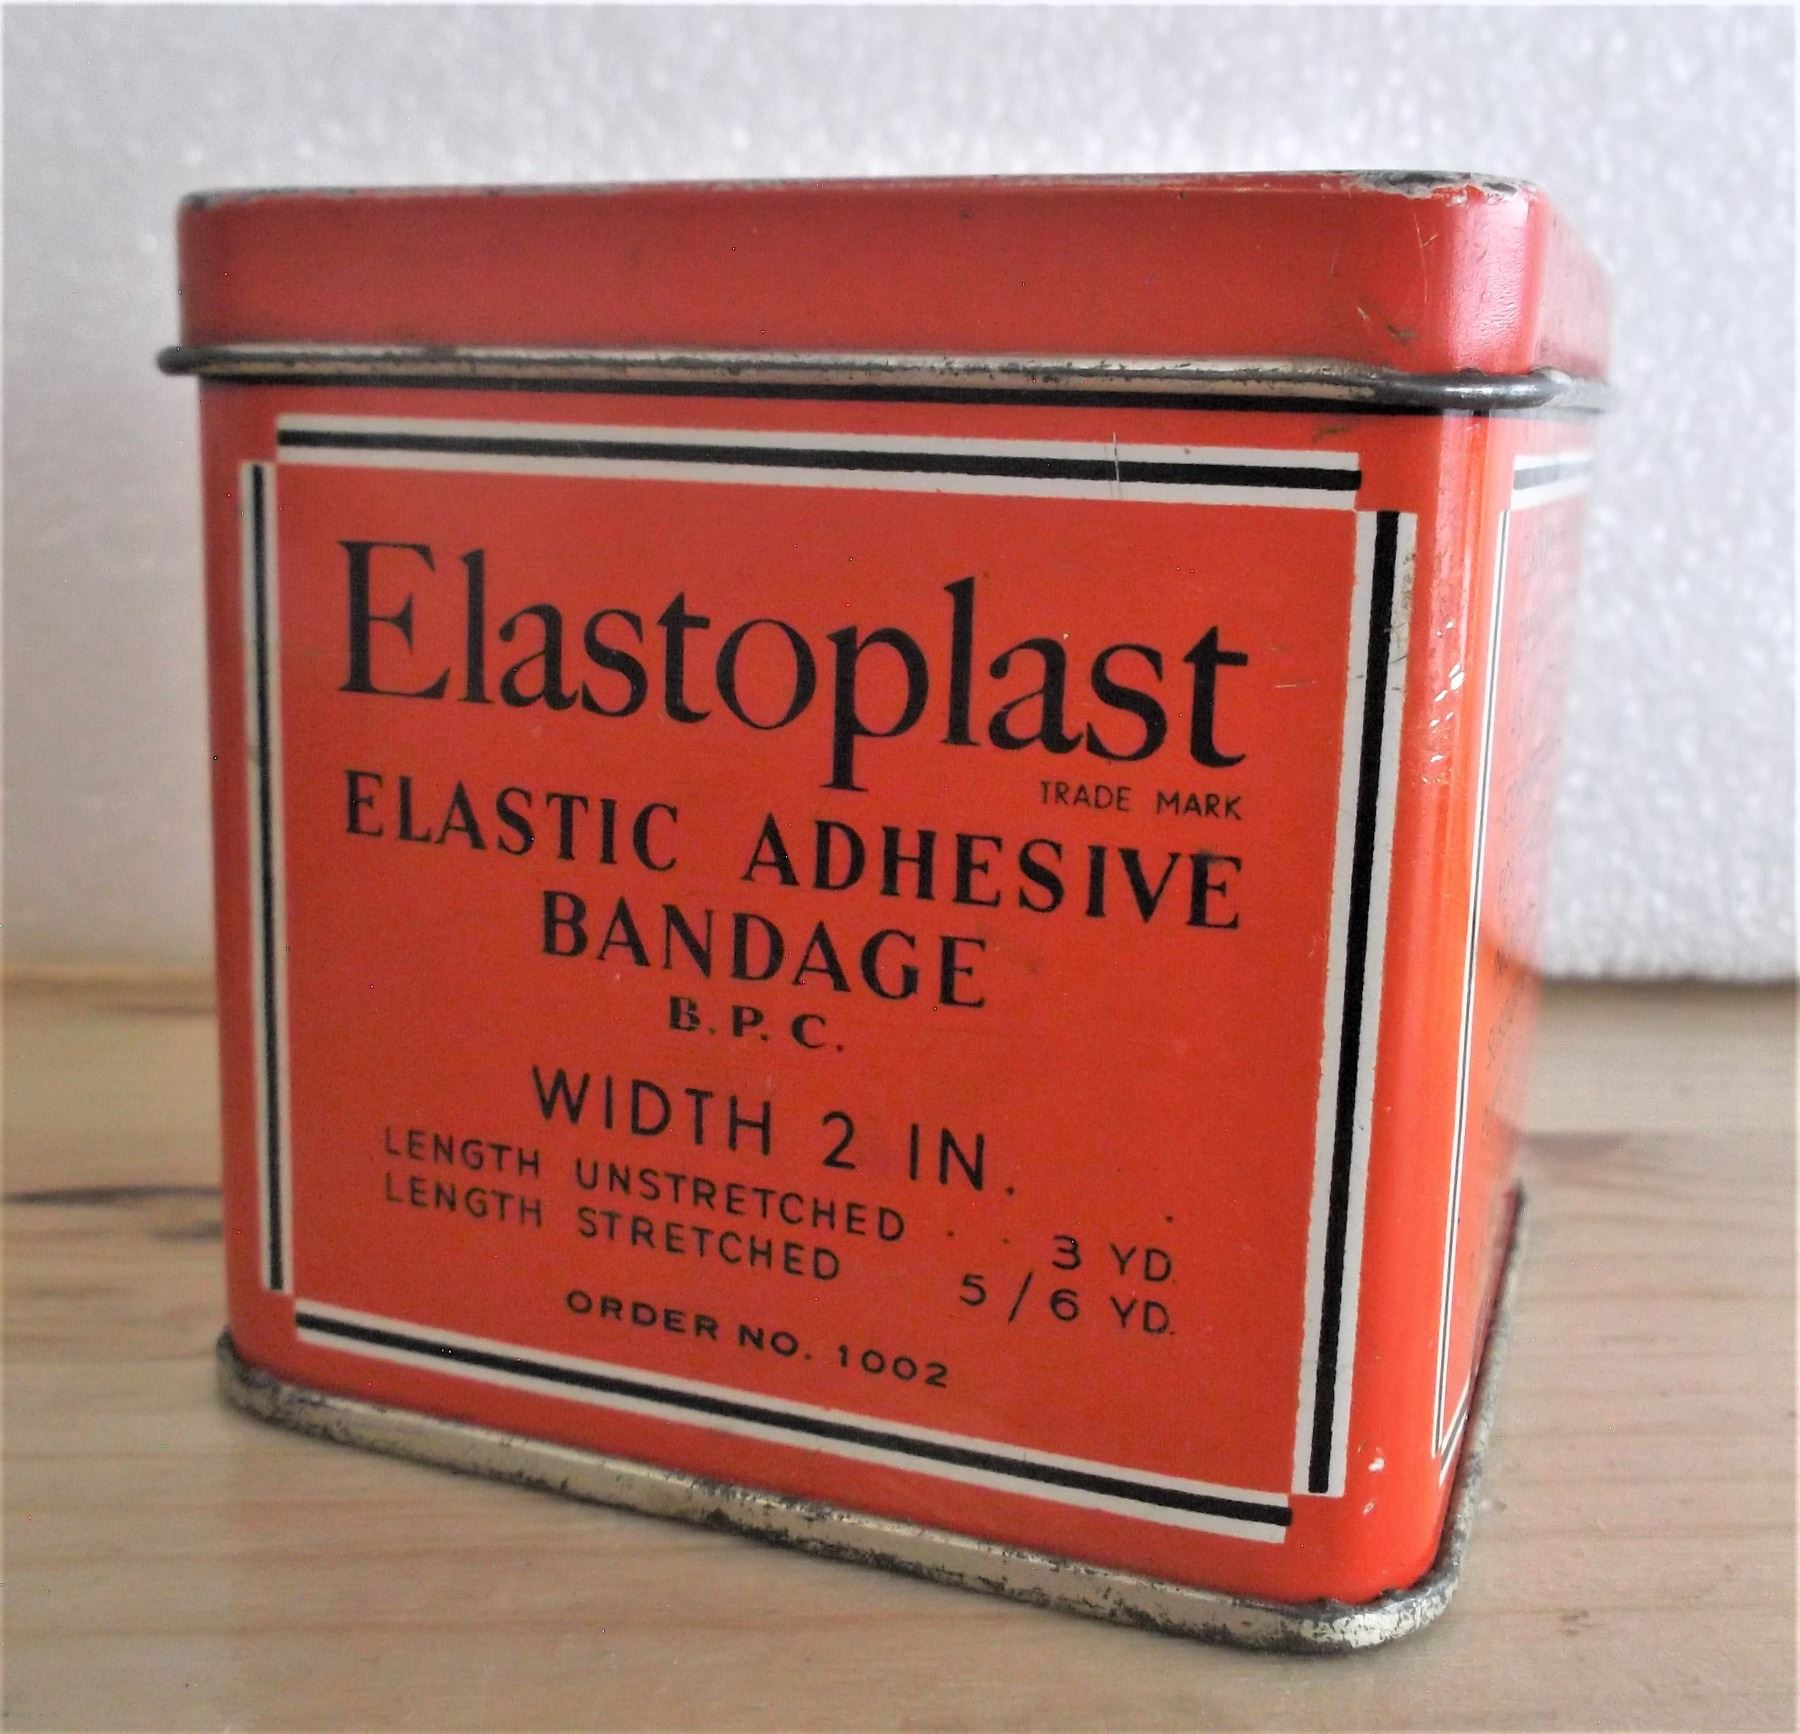 Elastoplast
TRADE MARK
ELASTIC ADHESIVE
BANDAGE
B.P.C.
WIDTH 2 IN.
LENGTH UNSTRETCHED . . 3 YD.
LENGTH STRETCHED 5/6 YD.
ORDER NO. 1002